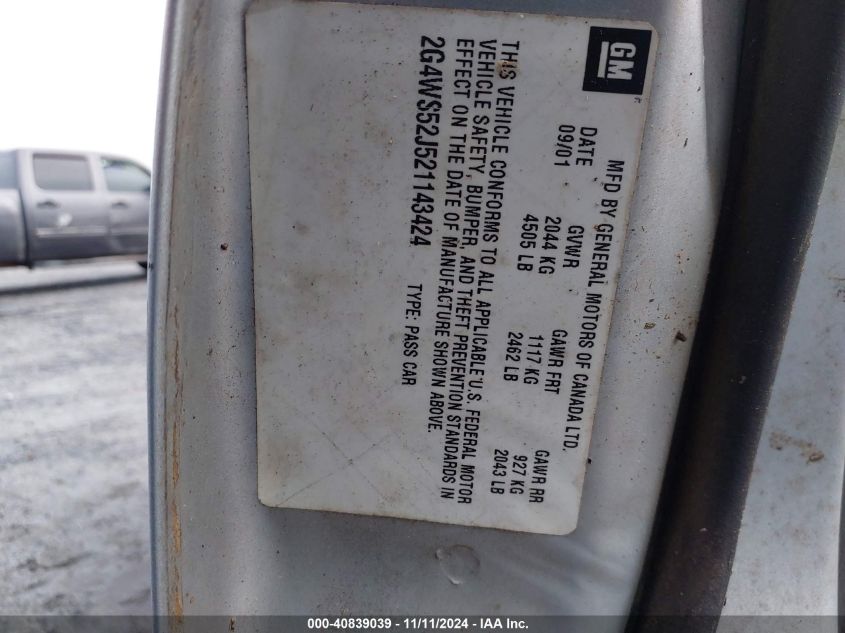 GM
MFD BY GENERAL MOTORS OF CANADA LTD.
DATE GVWR GAWR FRT GAWR RR
09/01 2044 KG 1117 KG 927 KG
4505 LB 2462 LB 2043 LB
THIS VEHICLE CONFORMS TO ALL APPLICABLE U.S. FEDERAL MOTOR
VEHICLE SAFETY, BUMPER, AND THEFT PREVENTION STANDARDS IN
EFFECT ON THE DATE OF MANUFACTURE SHOWN ABOVE.
2G4WS52J521143424 TYPE: PASS CAR
000-40839039 - 11/11/2024 - IAA Inc.